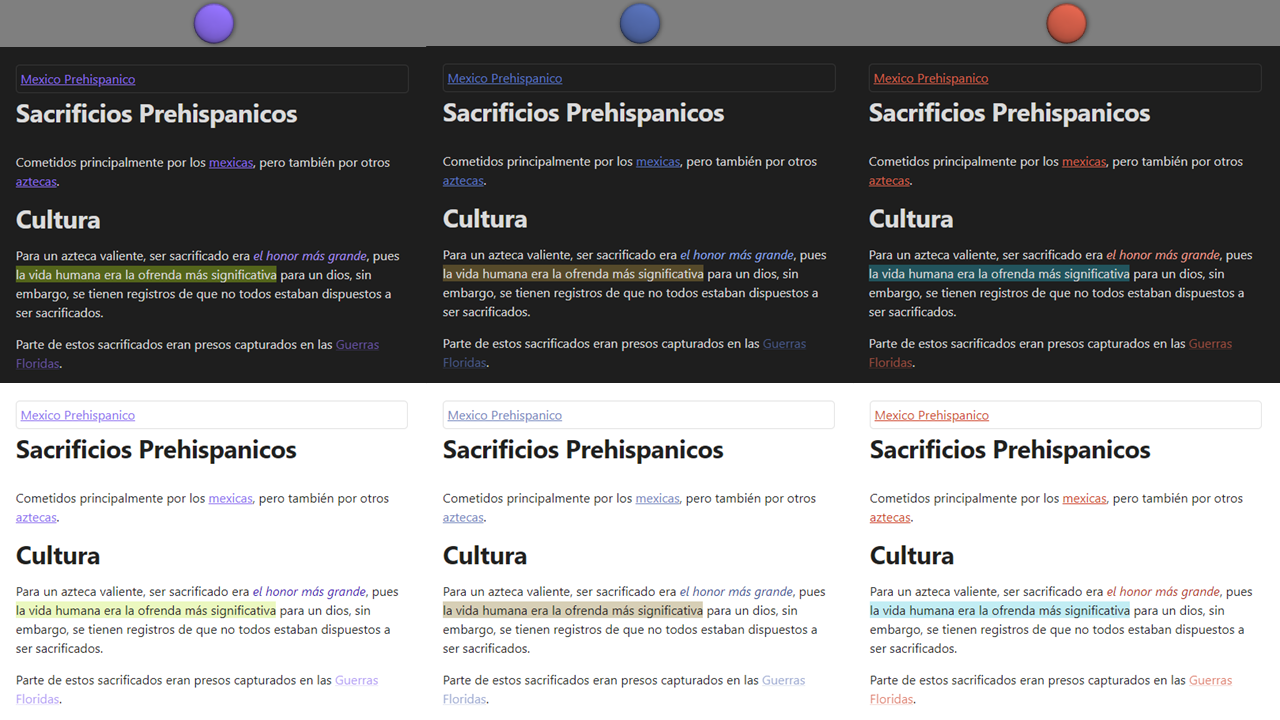 Mexico Prehispanico
Sacrificios Prehispanicos
Cometidos principalmente por los mexicas, pero también por otros
aztecas.
Cultura
Para un azteca valiente, ser sacrificado era el honor más grande, pues
la vida humana era la ofrenda más significativa para un dios, sin
embargo, se tienen registros de que no todos estaban dispuestos a
ser sacrificados.
Parte de estos sacrificados eran presos capturados en las Guerras
Floridas.
Mexico Prehispanico
Sacrificios Prehispanicos
Cometidos principalmente por los mexicas, pero también por otros
aztecas.
Cultura
Para un azteca valiente, ser sacrificado era el honor más grande, pues
la vida humana era la ofrenda más significativa para un dios, sin
embargo, se tienen registros de que no todos estaban dispuestos a
ser sacrificados.
Parte de estos sacrificados eran presos capturados en las Guerras
Floridas.
Mexico Prehispanico
Sacrificios Prehispanicos
Cometidos principalmente por los mexicas, pero también por otros
aztecas.
Cultura
Para un azteca valiente, ser sacrificado era el honor más grande, pues
la vida humana era la ofrenda más significativa para un dios, sin
embargo, se tienen registros de que no todos estaban dispuestos a
ser sacrificados.
Parte de estos sacrificados eran presos capturados en las Guerras
Floridas.
Mexico Prehispanico
Sacrificios Prehispanicos
Cometidos principalmente por los mexicas, pero también por otros
aztecas.
Cultura
Para un azteca valiente, ser sacrificado era el honor más grande, pues
la vida humana era la ofrenda más significativa para un dios, sin
embargo, se tienen registros de que no todos estaban dispuestos a
ser sacrificados.
Parte de estos sacrificados eran presos capturados en las Guerras
Floridas.
Mexico Prehispanico
Sacrificios Prehispanicos
Cometidos principalmente por los mexicas, pero también por otros
aztecas.
Cultura
Para un azteca valiente, ser sacrificado era el honor más grande, pues
la vida humana era la ofrenda más significativa para un dios, sin
embargo, se tienen registros de que no todos estaban dispuestos a
ser sacrificados.
Parte de estos sacrificados eran presos capturados en las Guerras
Floridas.
Mexico Prehispanico
Sacrificios Prehispanicos
Cometidos principalmente por los mexicas, pero también por otros
aztecas.
Cultura
Para un azteca valiente, ser sacrificado era el honor más grande, pues
la vida humana era la ofrenda más significativa para un dios, sin
embargo, se tienen registros de que no todos estaban dispuestos a
ser sacrificados.
Parte de estos sacrificados eran presos capturados en las Guerras
Floridas.